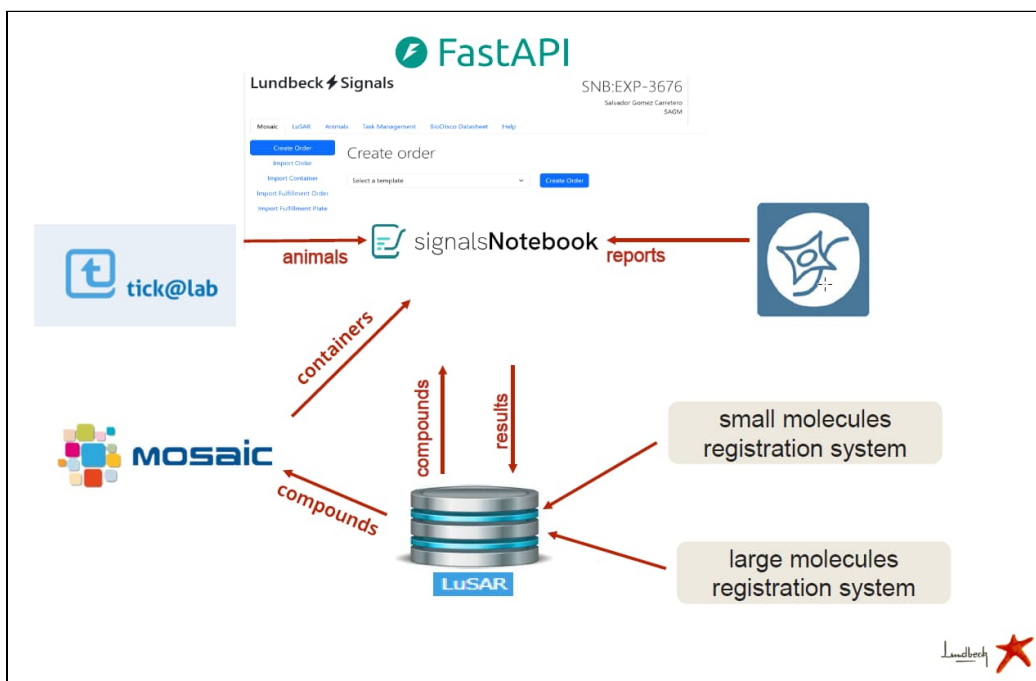 FastAPI
Lundbeck Signals
SNB:EXP-3676
Salvador Gomez Carretero
SAGM
Mosaic LuSAR Animals Task Management BioDisco Datasheet Help
Create Order
Import Order
Import Container
Import Fulfillment Order
Import Fulfillment Plate
Create order
Select a template
Create Order
tick@lab
animals
signalsNotebook
reports
containers
compounds
results
small molecules
registration system
mosaic
compounds
LuSAR
large molecules
registration system
Lundbeck